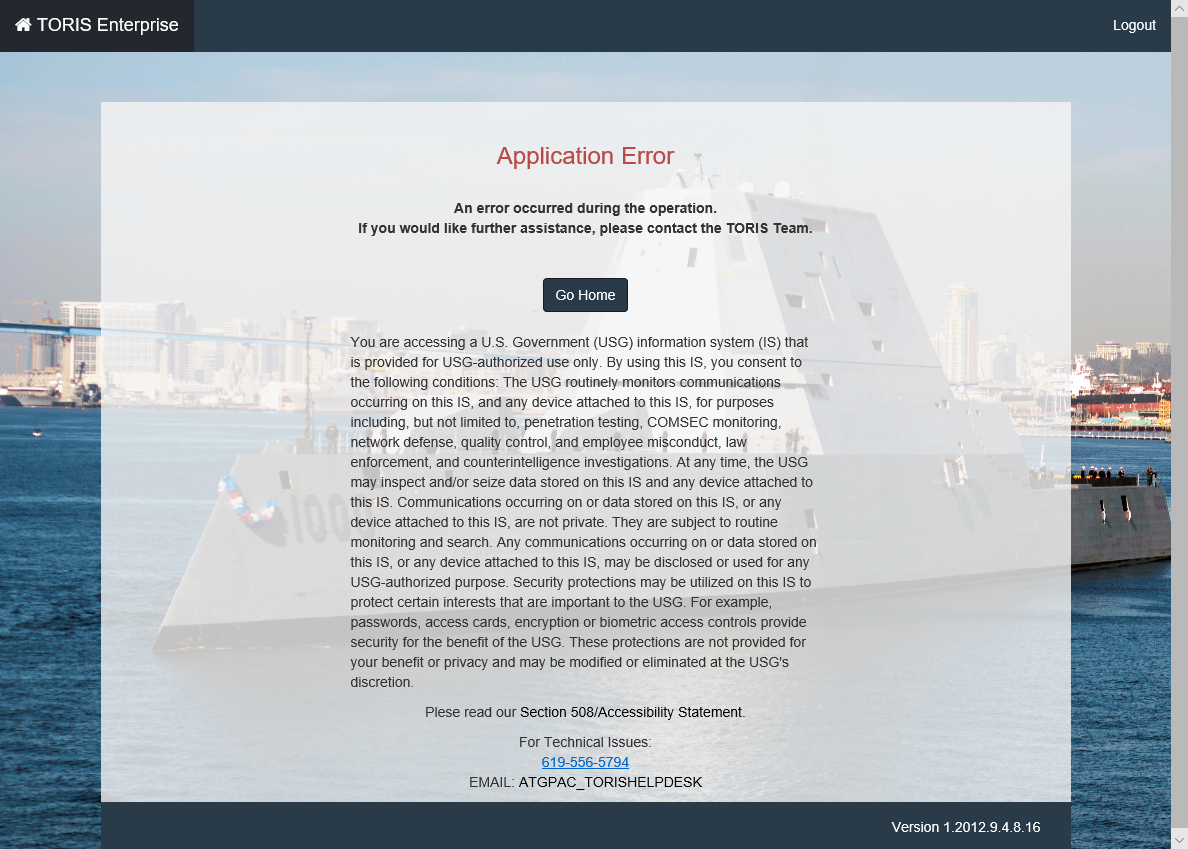 TORIS Enterprise
Logout
Application Error
An error occurred during the operation.
If you would like further assistance, please contact the TORIS Team.
Go Home
You are accessing a U.S. Government (USG) information system (IS) that
is provided for USG-authorized use only. By using this IS, you consent to
the following conditions: The USG routinely monitors communications
occurring on this IS, and any device attached to this IS, for purposes
including, but not limited to, penetration testing, COMSEC monitoring,
network defense, quality control, and employee misconduct, law
enforcement, and counterintelligence investigations. At any time, the USG
may inspect and/or seize data stored on this IS and any device attached to
this IS. Communications occurring on or data stored on this IS, or any
device attached to this IS, are not private. They are subject to routine
monitoring and search. Any communications occurring on or data stored on
this IS, or any device attached to this IS, may be disclosed or used for any
USG-authorized purpose. Security protections may be utilized on this IS to
protect certain interests that are important to the USG. For example,
passwords, access cards, encryption or biometric access controls provide
security for the benefit of the USG. These protections are not provided for
your benefit or privacy and may be modified or eliminated at the USG's
discretion.
Plese read our Section 508/Accessibility Statement.
For Technical Issues:
619-556-5794
EMAIL: ATGPAC_TORISHELPDESK
Version 1.2012.9.4.8.16